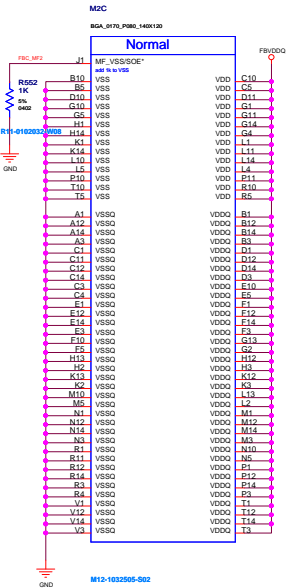 M2C
BGA_0170_P080_140X120
Normal
FBVDDQ
FBC_MF2
J1 MF_VSS/SOE*
add 1k to VSS
R552
1K
5%
0402
R11-0102032-W08
GND
B10 VSS VDD C10
B5 VSS VDD C5
D10 VSS VDD D11
G10 VSS VDD G1
G5 VSS VDD G11
H1 VSS VDD G14
H14 VSS VDD G4
K1 VSS VDD L1
K14 VSS VDD L11
L10 VSS VDD L14
L5 VSS VDD L4
P10 VSS VDD P11
T10 VSS VDD R10
T5 VSS VDD R5
A1 VSSQ VDDQ B1
A12 VSSQ VDDQ B12
A14 VSSQ VDDQ B14
A3 VSSQ VDDQ B3
C1 VSSQ VDDQ D1
C11 VSSQ VDDQ D12
C12 VSSQ VDDQ D14
C14 VSSQ VDDQ D3
C3 VSSQ VDDQ E10
C4 VSSQ VDDQ E5
E1 VSSQ VDDQ F1
E12 VSSQ VDDQ F12
E14 VSSQ VDDQ F14
E3 VSSQ VDDQ F3
F10 VSSQ VDDQ G13
F5 VSSQ VDDQ G2
H13 VSSQ VDDQ H12
H2 VSSQ VDDQ H3
K13 VSSQ VDDQ K12
K2 VSSQ VDDQ K3
M10 VSSQ VDDQ L13
M5 VSSQ VDDQ L2
N1 VSSQ VDDQ M1
N12 VSSQ VDDQ M12
N14 VSSQ VDDQ M14
N3 VSSQ VDDQ M3
R1 VSSQ VDDQ N10
R11 VSSQ VDDQ N5
R12 VSSQ VDDQ P1
R14 VSSQ VDDQ P12
R3 VSSQ VDDQ P14
R4 VSSQ VDDQ P3
V1 VSSQ VDDQ T1
V12 VSSQ VDDQ T12
V14 VSSQ VDDQ T14
V3 VSSQ VDDQ T3
GND
M12-1032505-S02